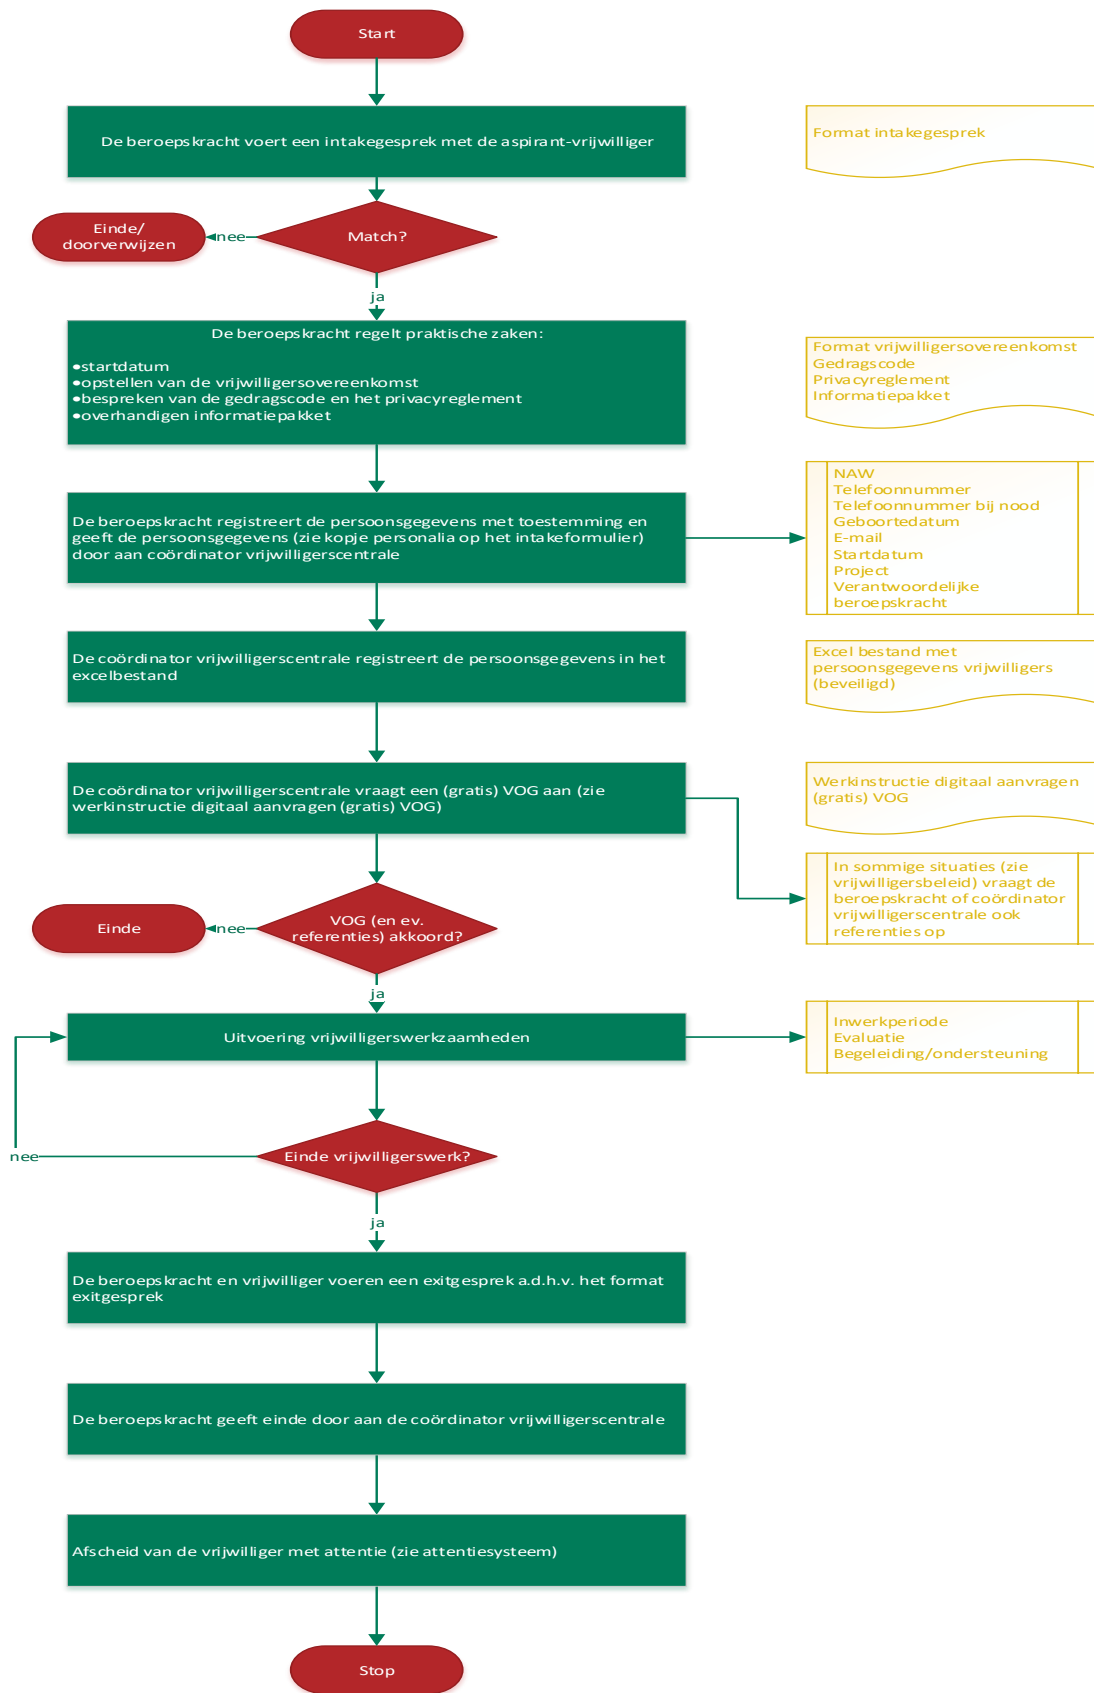 Start
De beroepskracht voert een intakegesprek met de aspirant-vrijwilliger
Format intakegesprek
Match?
nee
Einde/
doorverwijzen
ja
De beroepskracht regelt praktische zaken:
•startdatum
•opstellen van de vrijwilligersovereenkomst
•bespreken van de gedragscode en het privacyreglement
•overhandigen informatiepakket
Format vrijwilligersovereenkomst
Gedragscode
Privacyreglement
Informatiepakket
De beroepskracht registreert de persoonsgegevens met toestemming en
geeft de persoonsgegevens (zie kopje personalia op het intakeformulier)
door aan coördinator vrijwilligerscentrale
NAW
Telefoonnummer
Telefoonnummer bij nood
Geboortedatum
E-mail
Startdatum
Project
Verantwoordelijke
beroepskracht
De coördinator vrijwilligerscentrale registreert de persoonsgegevens in het
excelbestand
Excel bestand met
persoonsgegevens vrijwilligers
(beveiligd)
De coördinator vrijwilligerscentrale vraagt een (gratis) VOG aan (zie
werkinstructie digitaal aanvragen (gratis) VOG)
Werkinstructie digitaal aanvragen
(gratis) VOG
In sommige situaties (zie
vrijwilligersbeleid) vraagt de
beroepskracht of coördinator
vrijwilligerscentrale ook
referenties op
VOG (en ev.
referenties) akkoord?
nee
Einde
ja
Uitvoering vrijwilligerswerkzaamheden
Inwerkperiode
Evaluatie
Begeleiding/ondersteuning
Einde vrijwilligerswerk?
nee
ja
De beroepskracht en vrijwilliger voeren een exitgesprek a.d.h.v. het format
exitgesprek
De beroepskracht geeft einde door aan de coördinator vrijwilligerscentrale
Afscheid van de vrijwilliger met attentie (zie attentiesysteem)
Stop